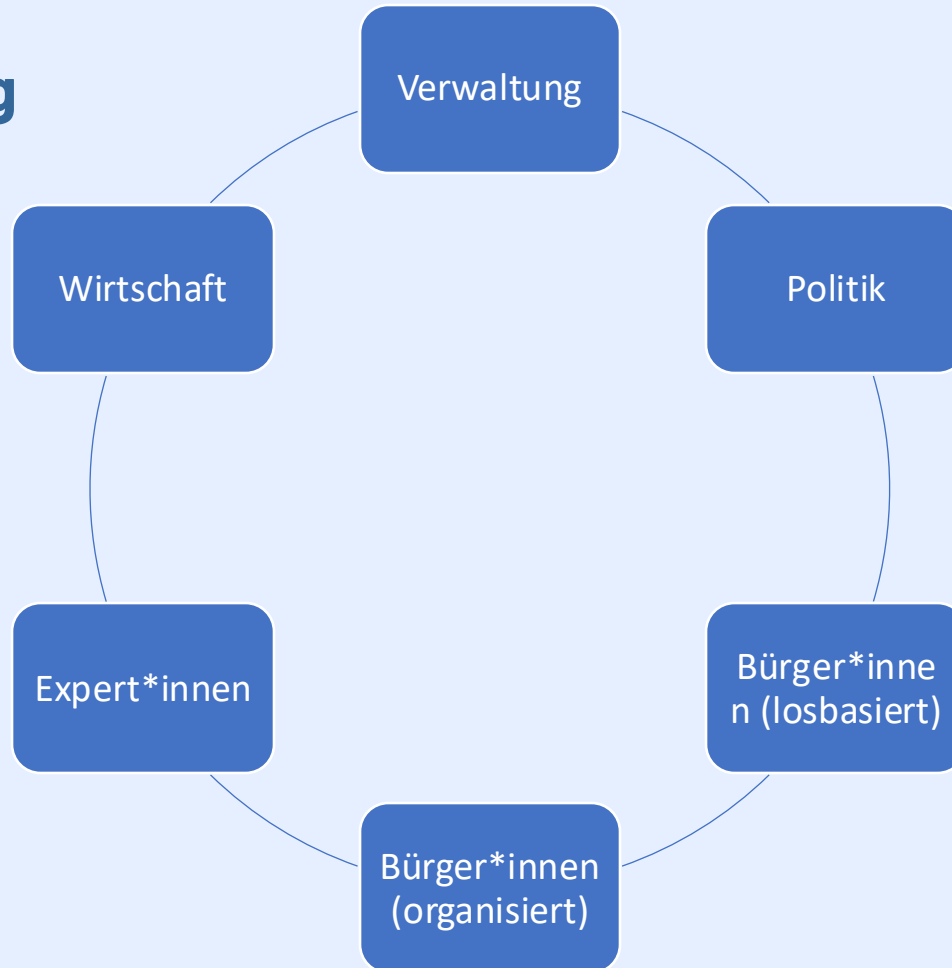 g
Verwaltung
Wirtschaft
Politik
Expert*innen
Bürger*inne
n (losbasiert)
Bürger*innen
(organisiert)